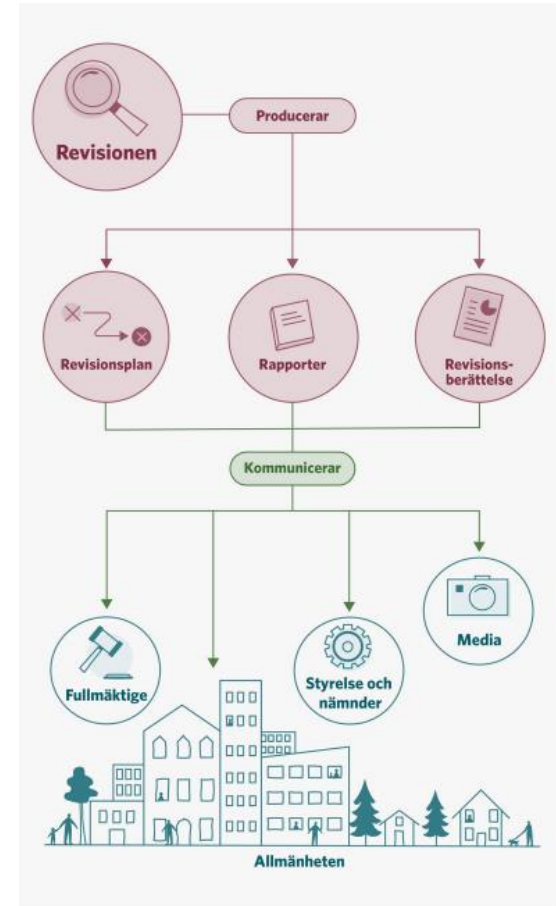 Revisionen
Producerar
Revisionsplan
Rapporter
Revisions-
berättelse
Kommunicerar
Fullmäktige
Styrelse och
nämnder
Media
Allmänheten